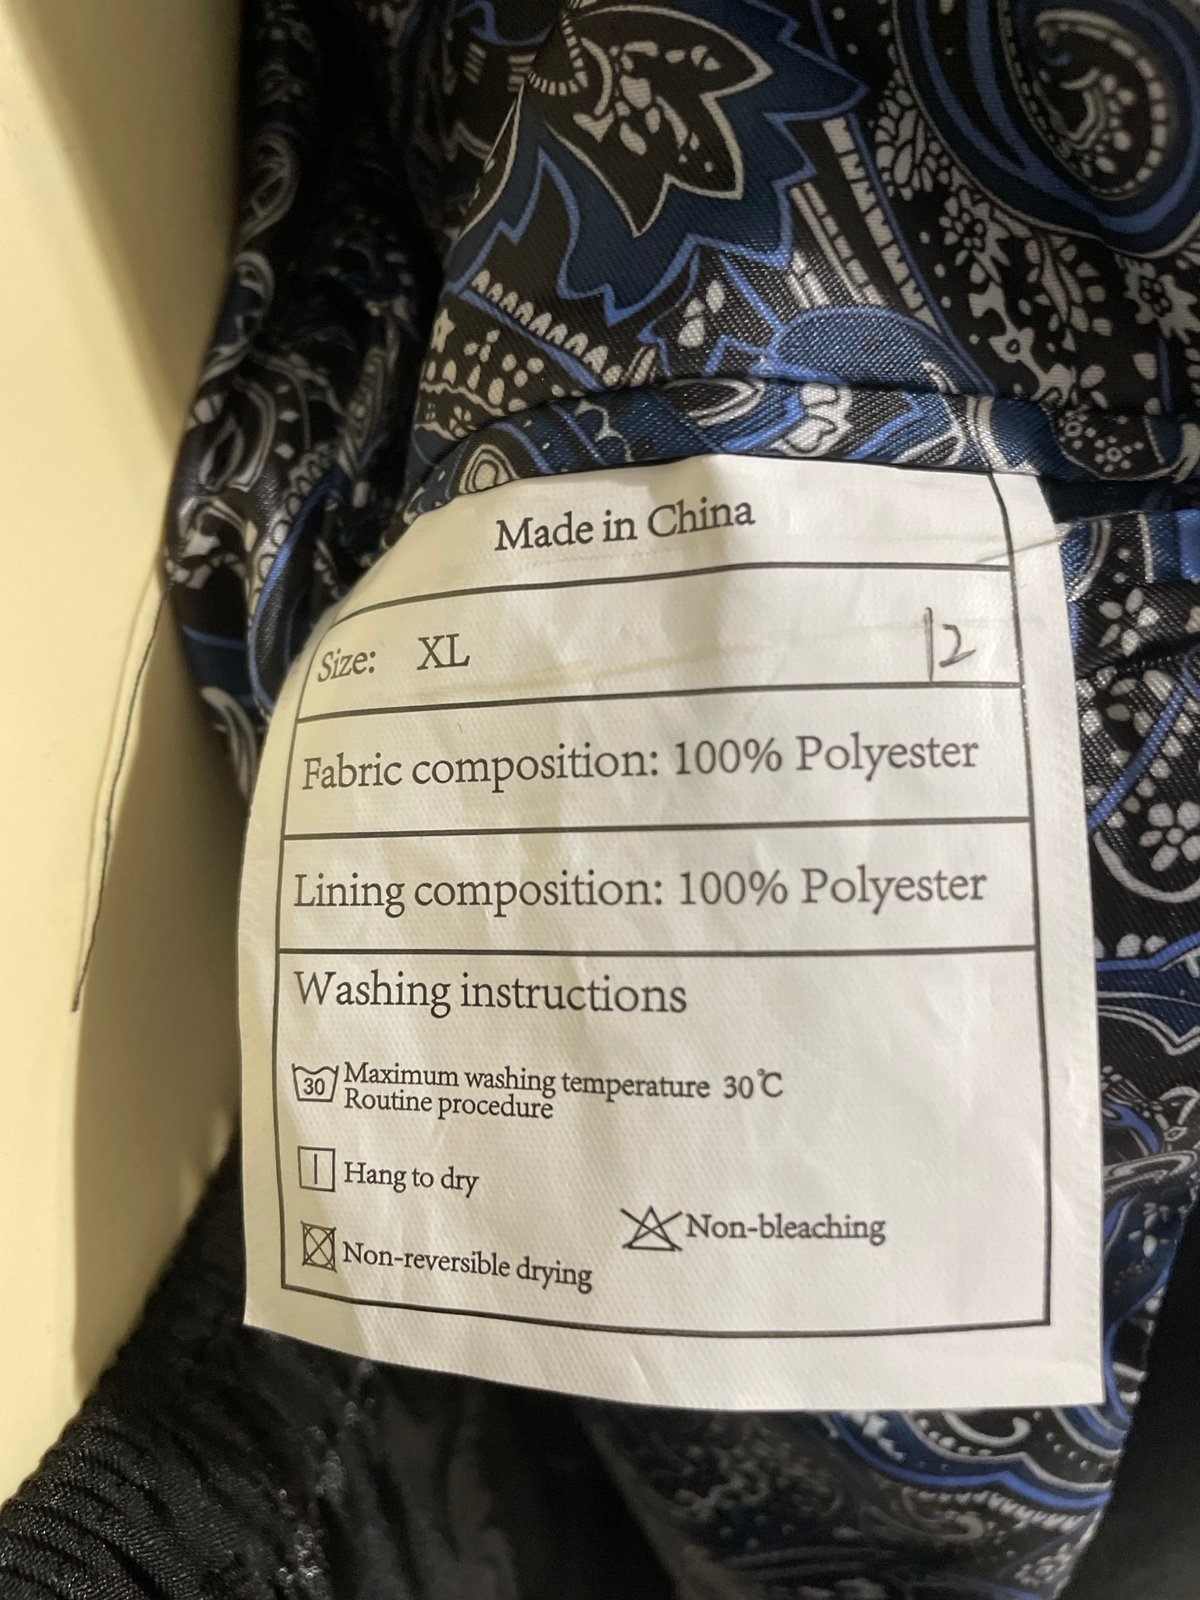 Made in China
Size: XL 12
Fabric composition: 100% Polyester
Lining composition: 100% Polyester
Washing instructions
30 Maximum washing temperature 30℃
Routine procedure
Hang to dry
Non-bleaching
Non-reversible drying